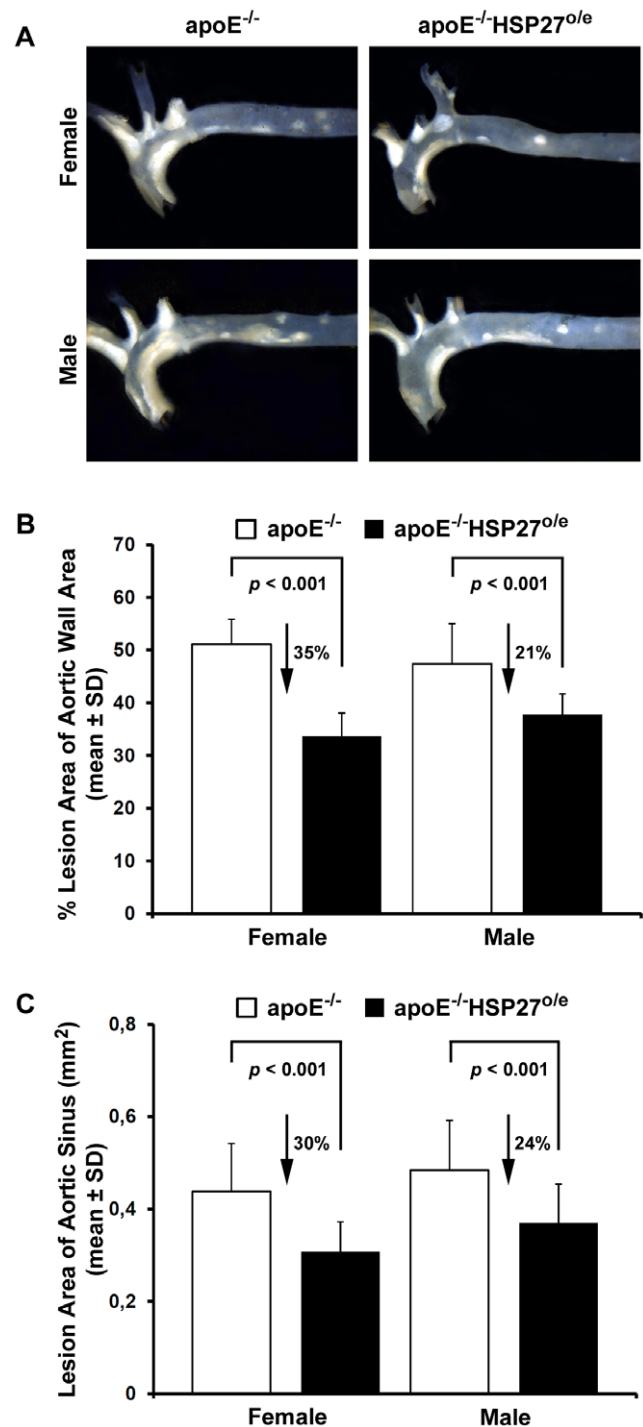 A
apoE-/-
apoE-/-HSP27o/e
Female
Male
B
apoE-/-
apoE-/-HSP27o/e
% Lesion Area of Aortic Wall Area
(mean ± SD)
70
60
50
40
30
20
10
0
p < 0.001
35%
p < 0.001
21%
Female
Male
C
apoE-/-
apoE-/-HSP27o/e
Lesion Area of Aortic Sinus (mm2)
(mean ± SD)
0,8
0,6
0,4
0,2
0
p < 0.001
30%
p < 0.001
24%
Female
Male